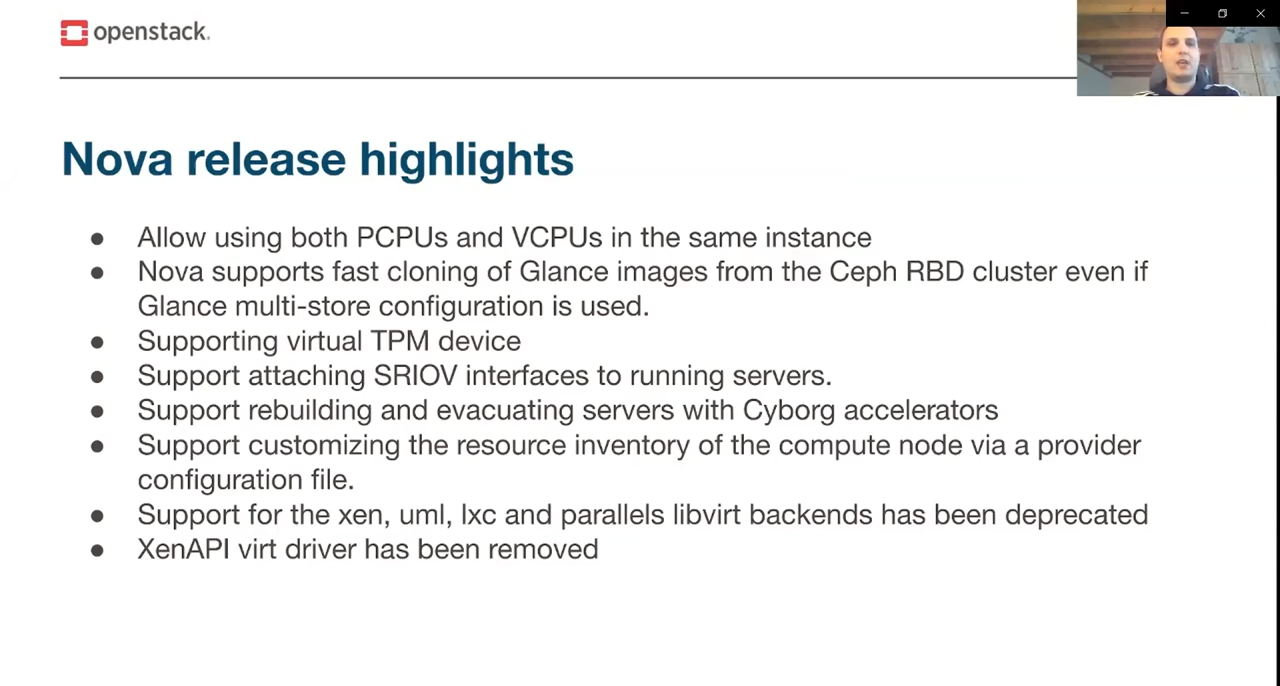 openstack.
Nova release highlights
● Allow using both PCPUs and VCPUs in the same instance
● Nova supports fast cloning of Glance images from the Ceph RBD cluster even if
Glance multi-store configuration is used.
● Supporting virtual TPM device
● Support attaching SRIOV interfaces to running servers.
● Support rebuilding and evacuating servers with Cyborg accelerators
● Support customizing the resource inventory of the compute node via a provider
configuration file.
● Support for the xen, uml, lxc and parallels libvirt backends has been deprecated
● XenAPI virt driver has been removed